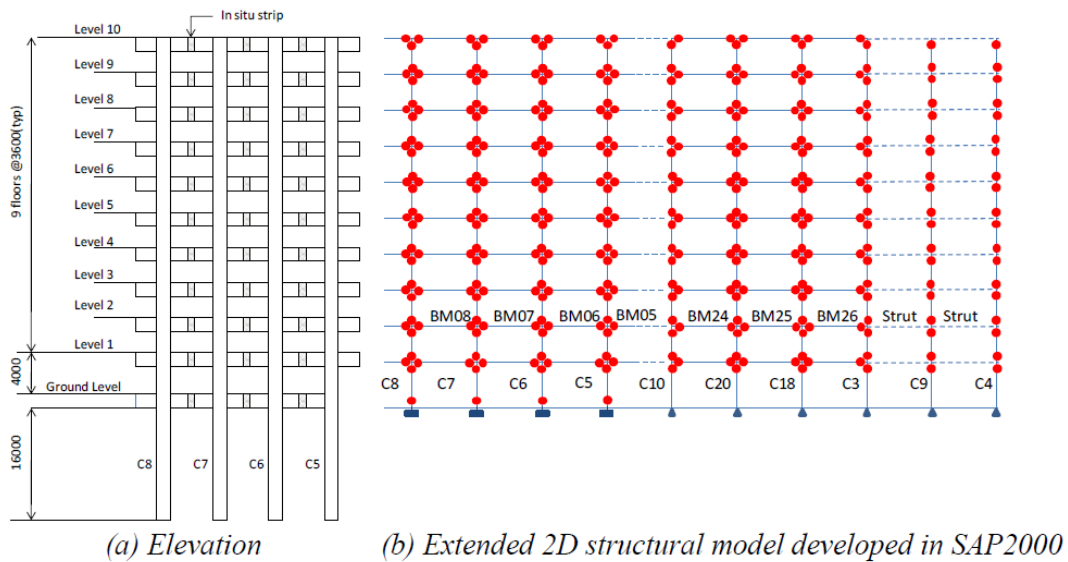 Level 10
In situ strip
Level 9
Level 8
Level 7
Level 6
Level 5
Level 4
Level 3
Level 2
Level 1
Ground Level
9 floors @3600(typ)
4000
16000
C8 C7 C6 C5
BM08 BM07 BM06 BM05 BM24 BM25 BM26 Strut Strut
C8 C7 C6 C5 C10 C20 C18 C3 C9 C4
(a) Elevation
(b) Extended 2D structural model developed in SAP2000